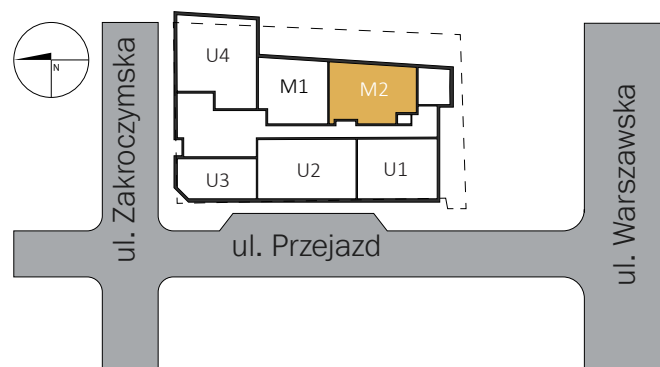 U4
M1
M2
N
U3
U2
U1
ul. Zakroczymska
ul. Przejazd
ul. Warszawska